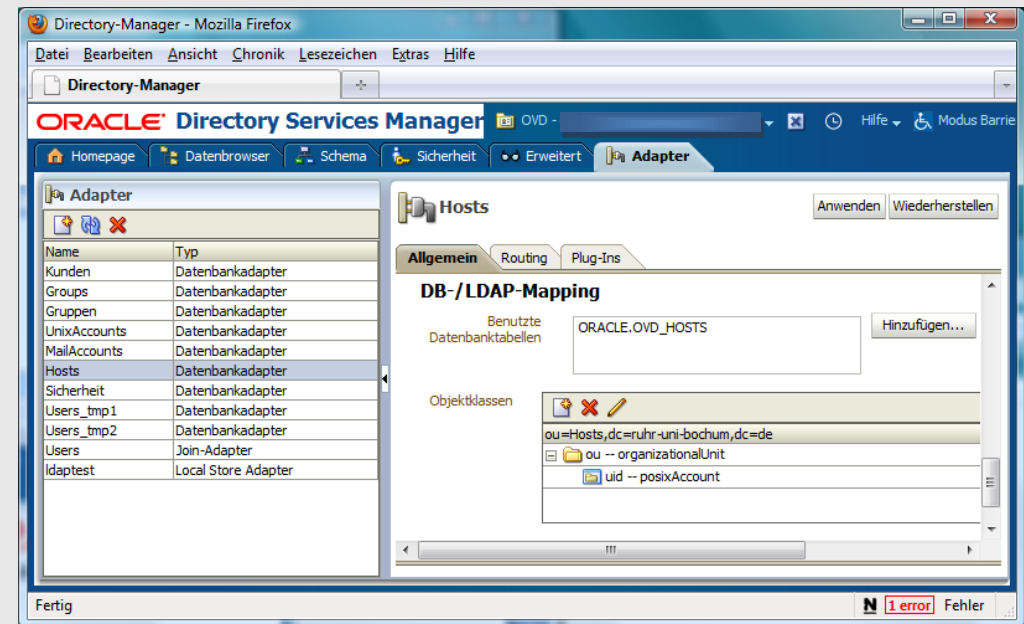 Directory-Manager - Mozilla Firefox
Datei Bearbeiten Ansicht Chronik Lesezeichen Extras Hilfe
Directory-Manager
ORACLE Directory Services Manager OVD - Hilfe Modus Barrie
Homepage Datenbrowser Schema Sicherheit Erweitert Adapter
Adapter
Hosts Anwenden Wiederherstellen
Name Typ
Kunden Datenbankadapter
Groups Datenbankadapter
Gruppen Datenbankadapter
UnixAccounts Datenbankadapter
MailAccounts Datenbankadapter
Hosts Datenbankadapter
Sicherheit Datenbankadapter
Users_tmp1 Datenbankadapter
Users_tmp2 Datenbankadapter
Users Join-Adapter
ldaptest Local Store Adapter
Allgemein Routing Plug-Ins
DB-/LDAP-Mapping
Benutzte Datenbanktabellen ORACLE.OVD_HOSTS Hinzufügen...
Objektklassen
ou=Hosts,dc=ruhr-uni-bochum,dc=de
ou -- organizationalUnit
uid -- posixAccount
Fertig N 1 error Fehler